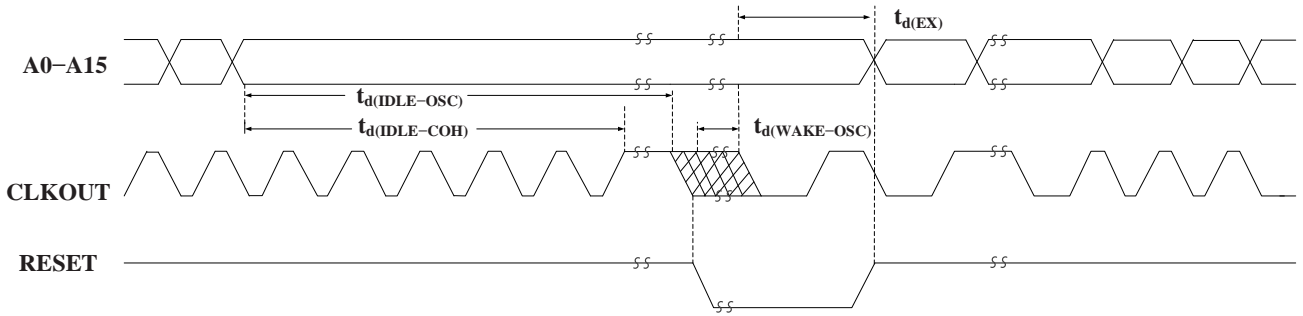 t_d(EX)
A0−A15
t_d(IDLE−OSC)
t_d(IDLE−COH)
t_d(WAKE−OSC)
CLKOUT
RESET